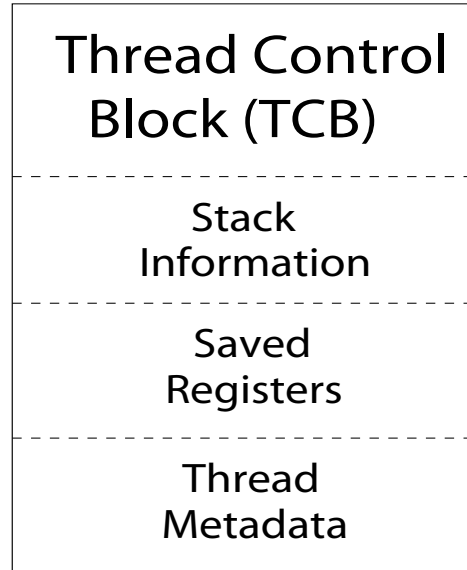 Thread Control
Block (TCB)
Stack
Information
Saved
Registers
Thread
Metadata